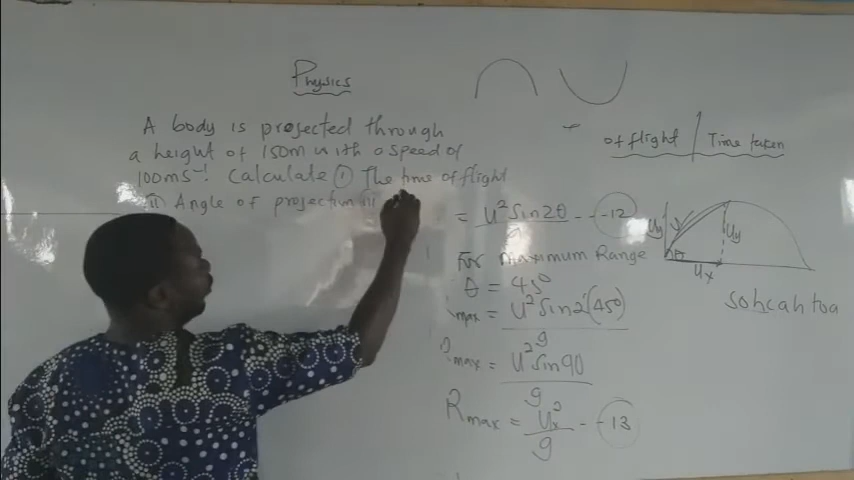 Physics
A body is projected through
a height of 150m with a speed of
100ms⁻¹. Calculate (i) The time of flight
(ii) Angle of projection iii
of flight | Time taken
= U²Sin2θ/g - - 12
For maximum Range
θ = 45°
max = U²Sin2(45°)/g
Rmax = U²Sin90/g
Rmax = U²/g - - 13
Uy U Uy
θ
Ux
sohcahtoa